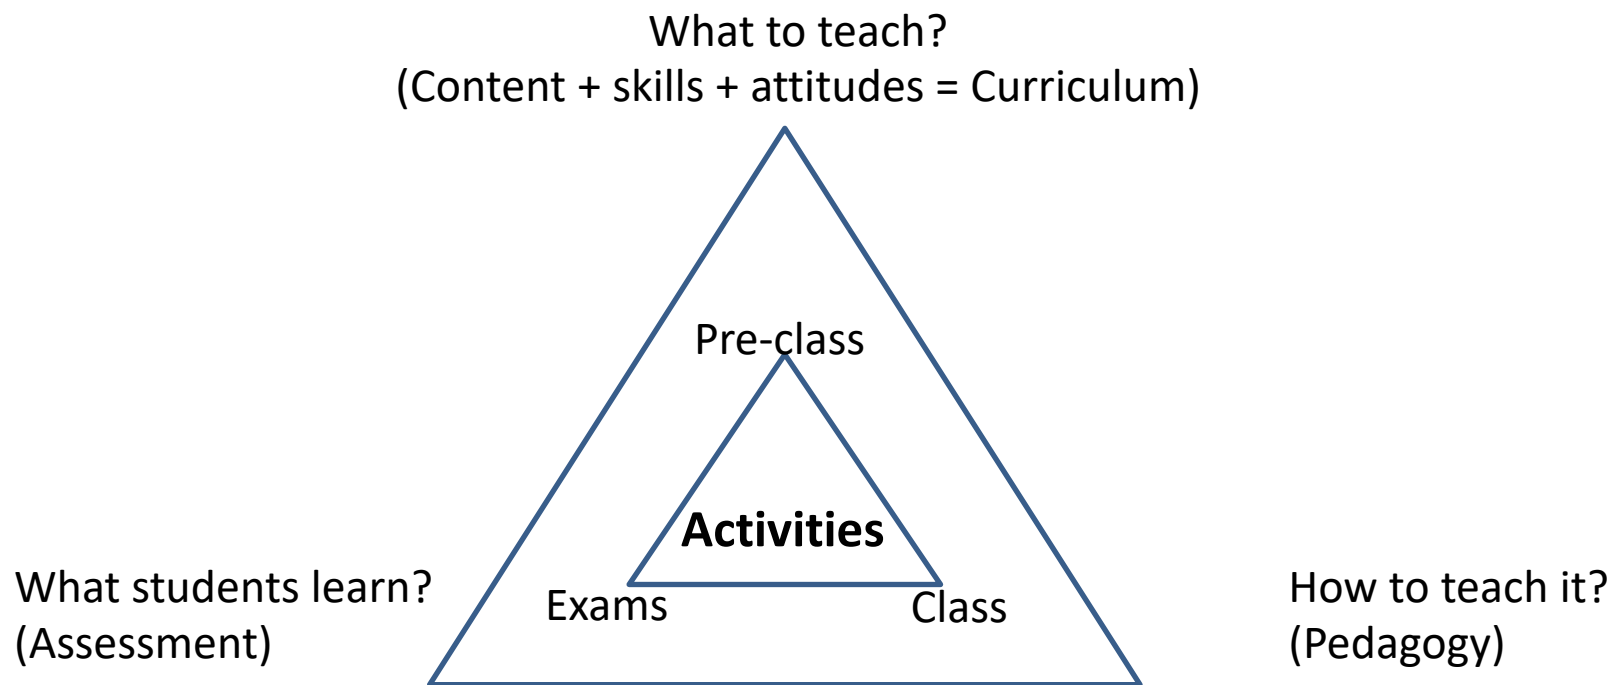 What to teach?
(Content + skills + attitudes = Curriculum)
Pre-class
Activities
Exams
Class
What students learn?
(Assessment)
How to teach it?
(Pedagogy)